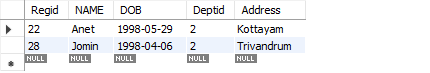 Regid NAME DOB Deptid Address
22 Anet 1998-05-29 2 Kottayam
28 Jomin 1998-04-06 2 Trivandrum
NULL NULL NULL NULL NULL